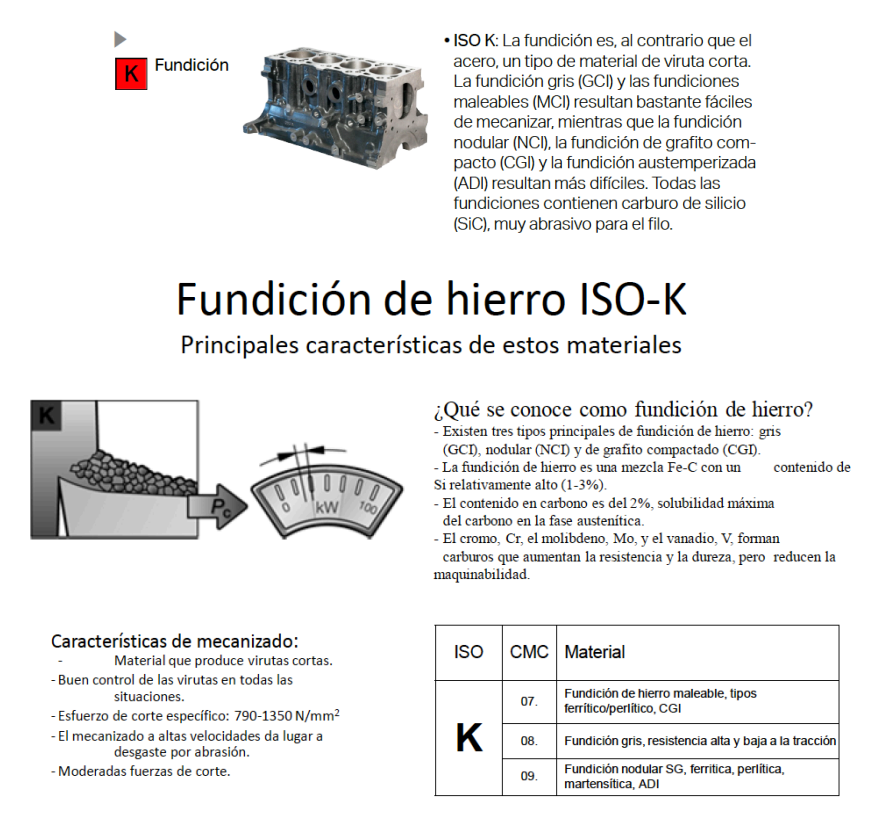 K Fundición
• ISO K: La fundición es, al contrario que el
acero, un tipo de material de viruta corta.
La fundición gris (GCI) y las fundiciones
maleables (MCI) resultan bastante fáciles
de mecanizar, mientras que la fundición
nodular (NCI), la fundición de grafito com-
pacto (CGI) y la fundición austemperizada
(ADI) resultan más difíciles. Todas las
fundiciones contienen carburo de silicio
(SiC), muy abrasivo para el filo.
Fundición de hierro ISO-K
Principales características de estos materiales
K
Pc
0 kW 100
¿Qué se conoce como fundición de hierro?
- Existen tres tipos principales de fundición de hierro: gris
(GCI), nodular (NCI) y de grafito compactado (CGI).
- La fundición de hierro es una mezcla Fe-C con un contenido de
Si relativamente alto (1-3%).
- El contenido en carbono es del 2%, solubilidad máxima
del carbono en la fase austenítica.
- El cromo, Cr, el molibdeno, Mo, y el vanadio, V, forman
carburos que aumentan la resistencia y la dureza, pero reducen la
maquinabilidad.
Características de mecanizado:
- Material que produce virutas cortas.
- Buen control de las virutas en todas las
situaciones.
- Esfuerzo de corte específico: 790-1350 N/mm²
- El mecanizado a altas velocidades da lugar a
desgaste por abrasión.
- Moderadas fuerzas de corte.
ISO CMC Material
K
07. Fundición de hierro maleable, tipos
ferrítico/perlítico, CGI
08. Fundición gris, resistencia alta y baja a la tracción
09. Fundición nodular SG, ferritica, perlítica,
martensítica, ADI